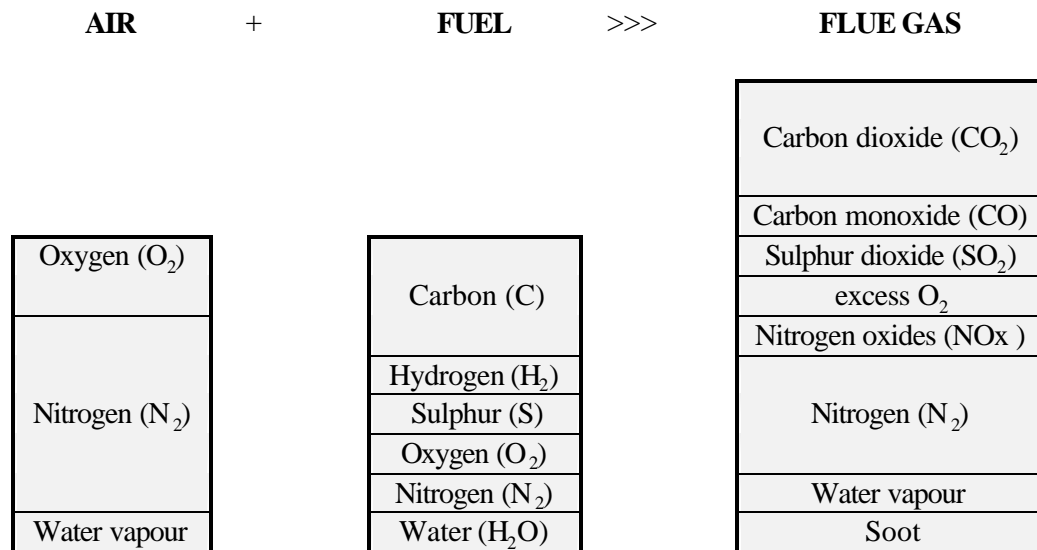 AIR + FUEL >>> FLUE GAS
Carbon dioxide (CO₂)
Carbon monoxide (CO)
Oxygen (O₂)
Sulphur dioxide (SO₂)
Carbon (C)
excess O₂
Nitrogen oxides (NOx )
Hydrogen (H₂)
Nitrogen (N₂)
Sulphur (S)
Nitrogen (N₂)
Oxygen (O₂)
Nitrogen (N₂)
Water vapour
Water vapour
Water (H₂O)
Soot